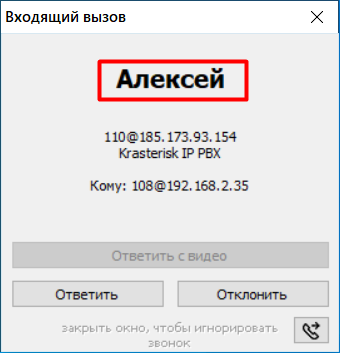 Входящий вызов
Алексей
110@185.173.93.154
Krasterisk IP PBX
Кому: 108@192.168.2.35
Ответить с видео
Ответить
Отклонить
закрыть окно, чтобы игнорировать
звонок